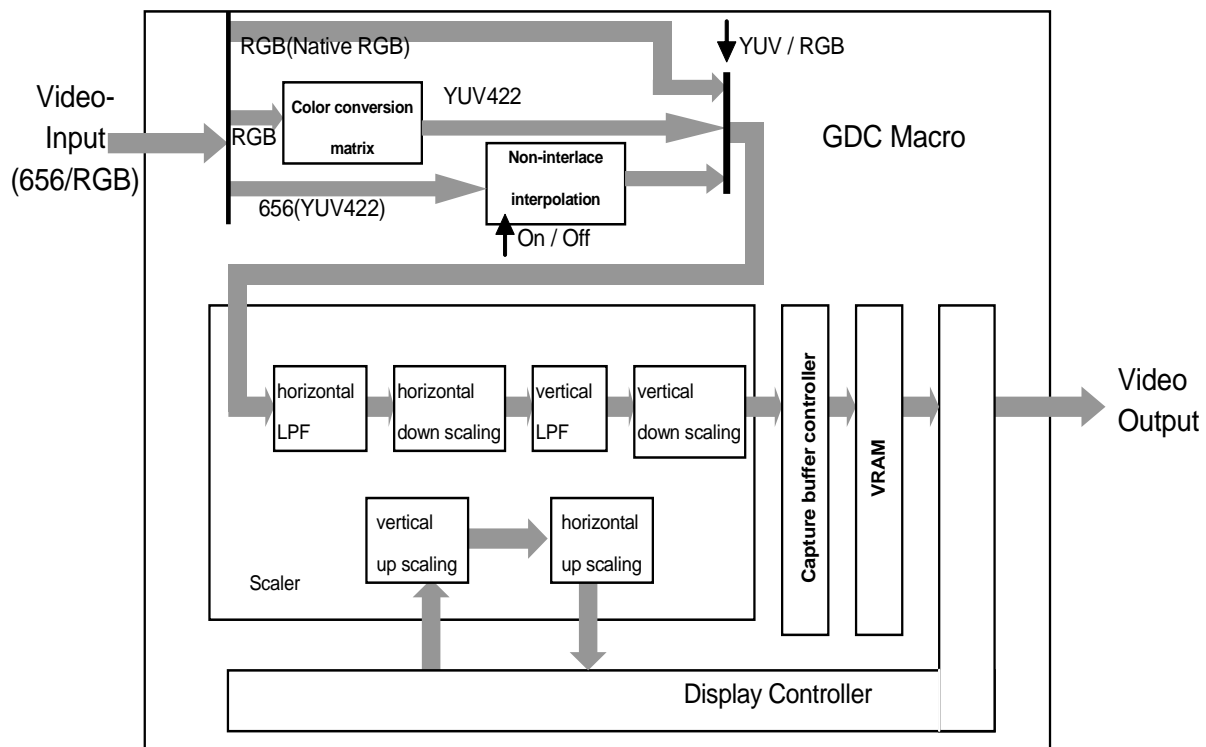 RGB(Native RGB)
YUV / RGB
Video-
Input
(656/RGB)
RGB
Color conversion
matrix
YUV422
GDC Macro
656(YUV422)
Non-interlace
interpolation
On / Off
horizontal
LPF
horizontal
down scaling
vertical
LPF
vertical
down scaling
Capture buffer controller
VRAM
Video
Output
vertical
up scaling
horizontal
up scaling
Scaler
Display Controller